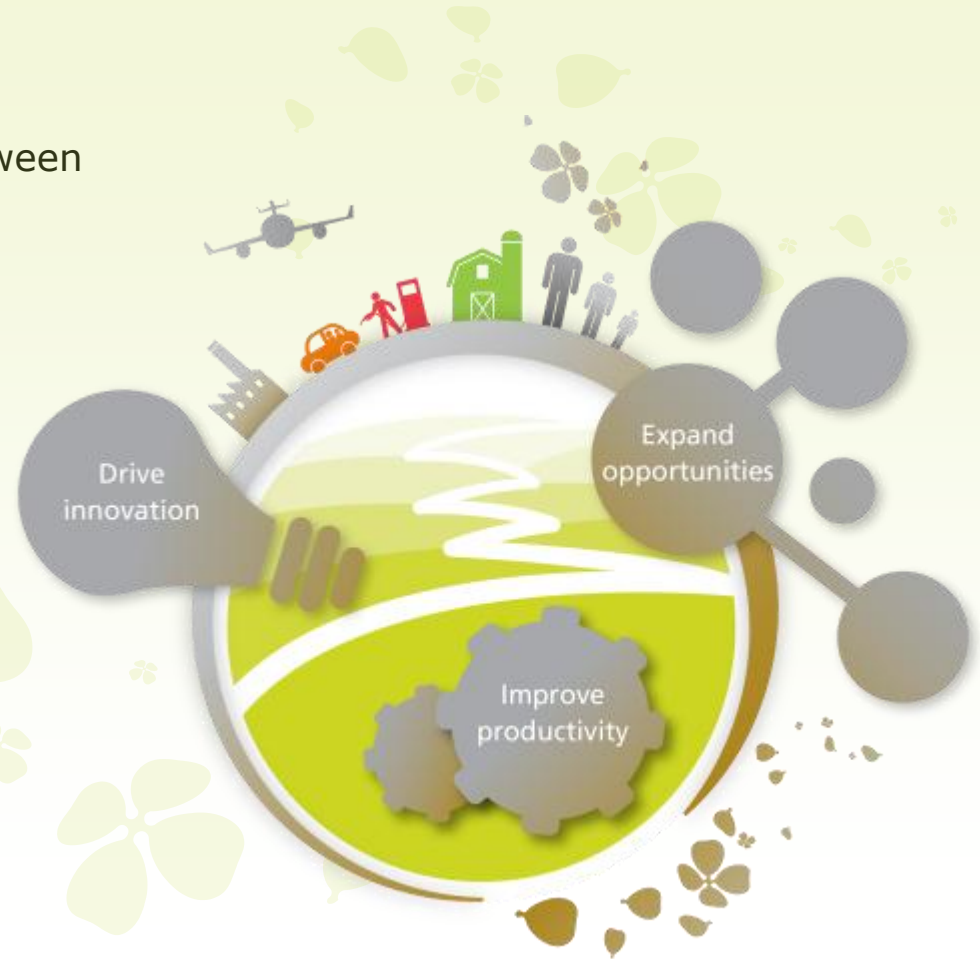 ween
Drive
innovation
Expand
opportunities
Improve
productivity